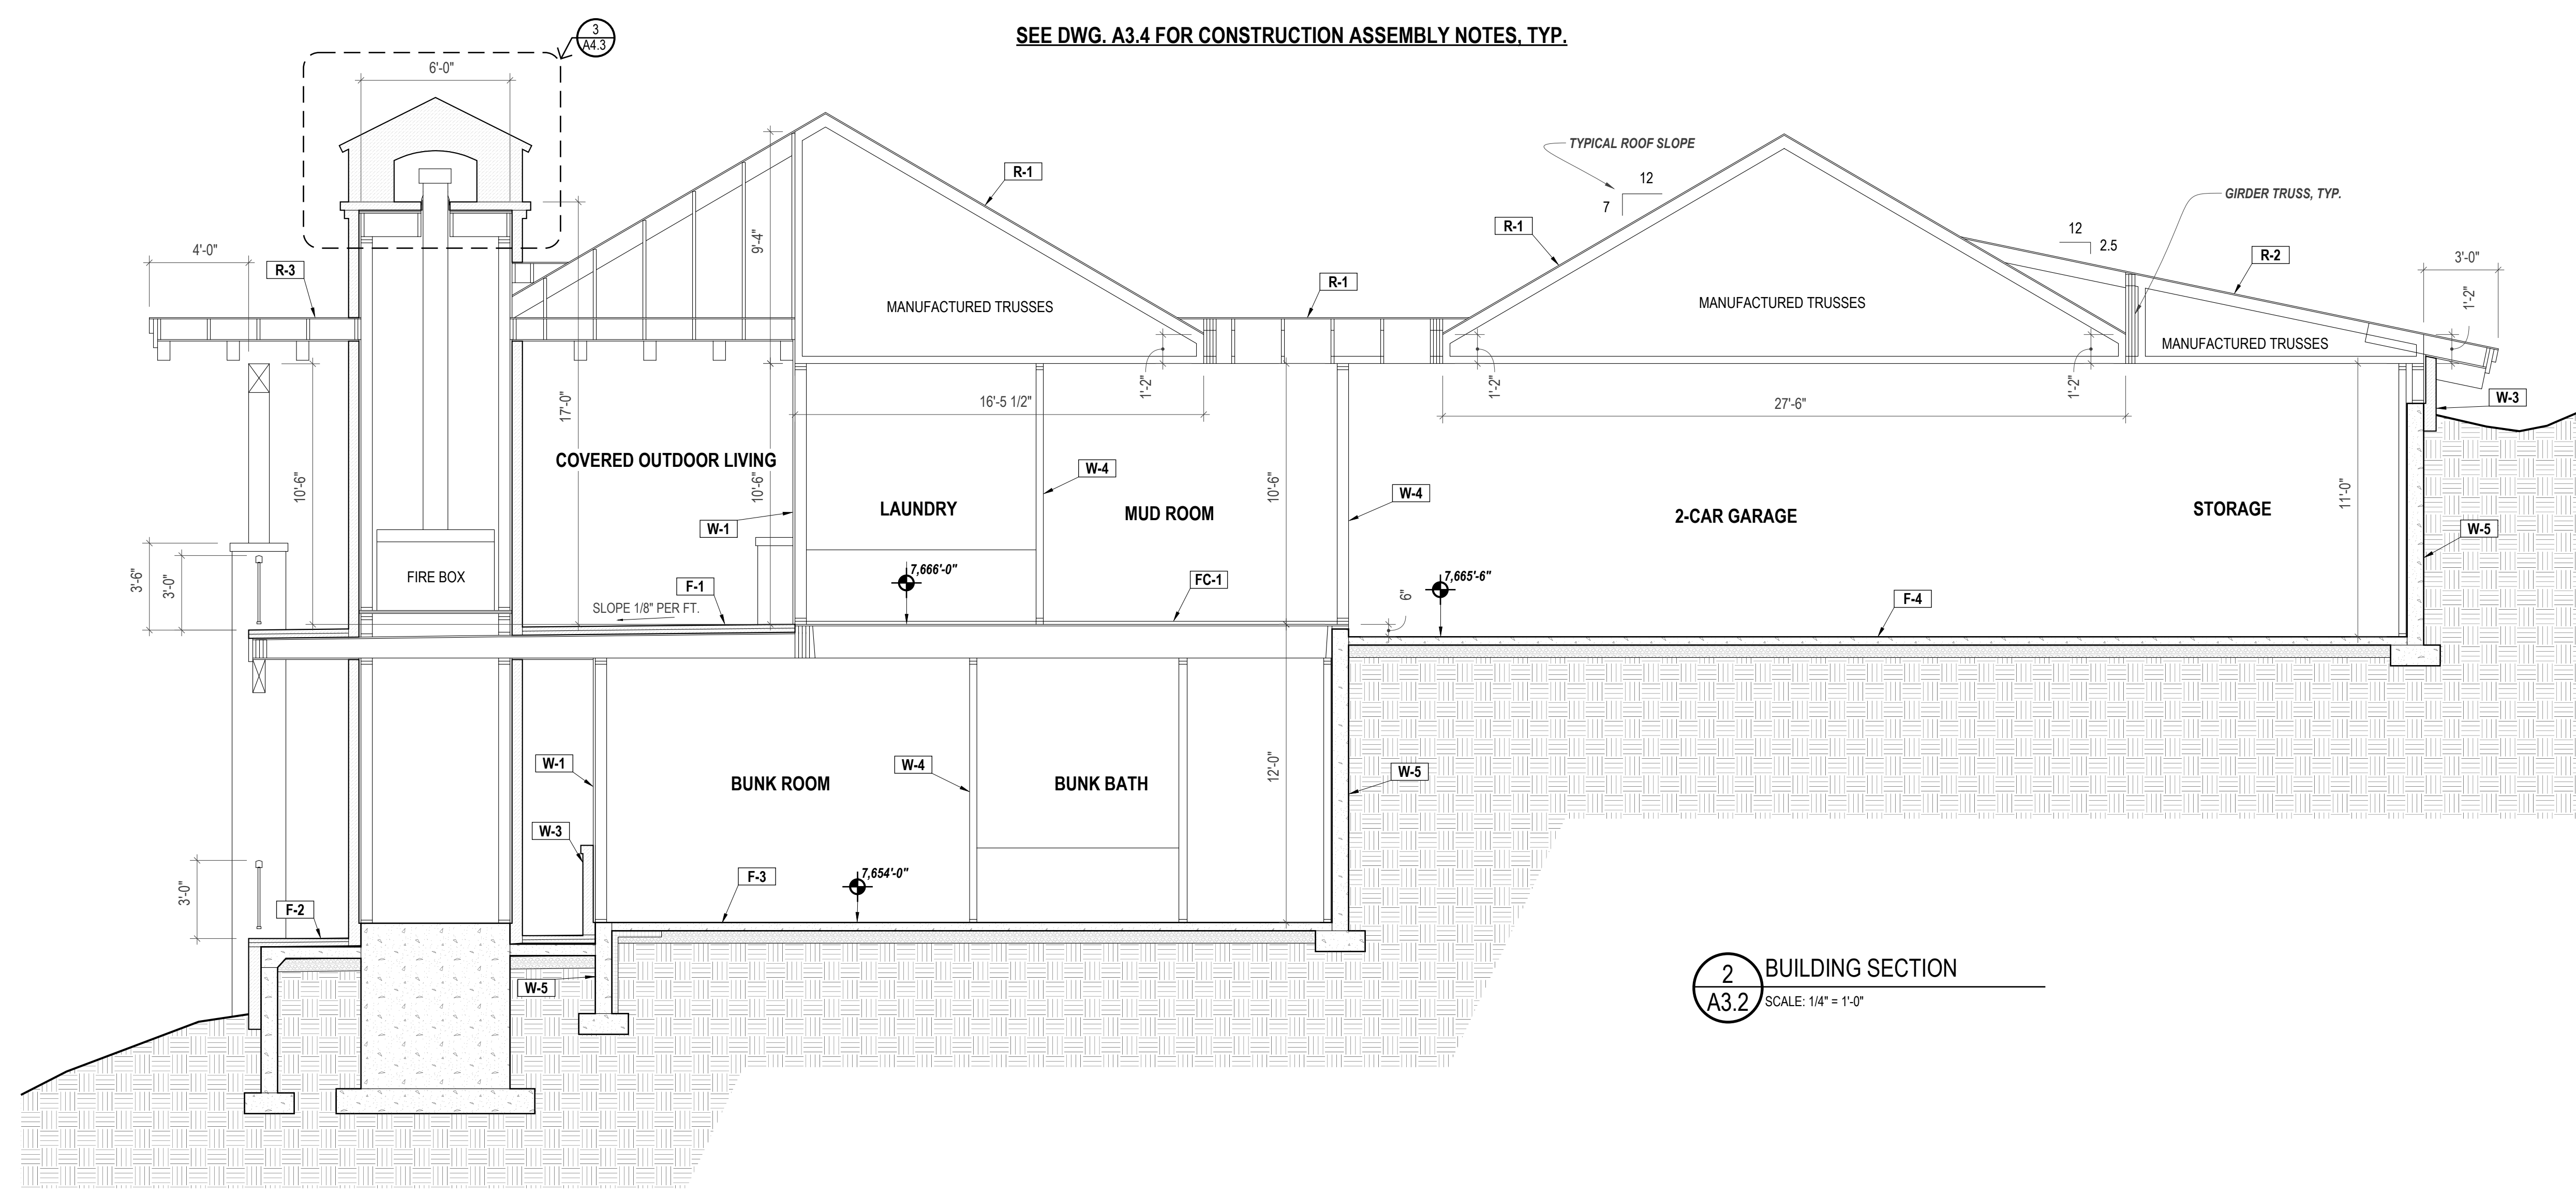 SEE DWG. A3.4 FOR CONSTRUCTION ASSEMBLY NOTES, TYP.
3
A4.3
6'-0"
TYPICAL ROOF SLOPE
12
7
R-1
GIRDER TRUSS, TYP.
R-1
12
2.5
9'-4"
4'-0"
R-3
R-2
3'-0"
R-1
1'-2"
MANUFACTURED TRUSSES
MANUFACTURED TRUSSES
MANUFACTURED TRUSSES
1'-2"
1'-2"
1'-2"
W-3
17'-0"
16'-5 1/2"
27'-6"
COVERED OUTDOOR LIVING
W-4
10'-6"
10'-6"
10'-6"
W-4
11'-0"
LAUNDRY
MUD ROOM
2-CAR GARAGE
STORAGE
W-1
W-5
3'-6"
3'-0"
FIRE BOX
7,666'-0"
FC-1
7,665'-6"
F-1
6"
F-4
SLOPE 1/8" PER FT.
W-1
W-4
12'-0"
W-5
BUNK ROOM
BUNK BATH
W-3
3'-0"
F-3
7,654'-0"
F-2
W-5
2
A3.2
BUILDING SECTION
SCALE: 1/4" = 1'-0"